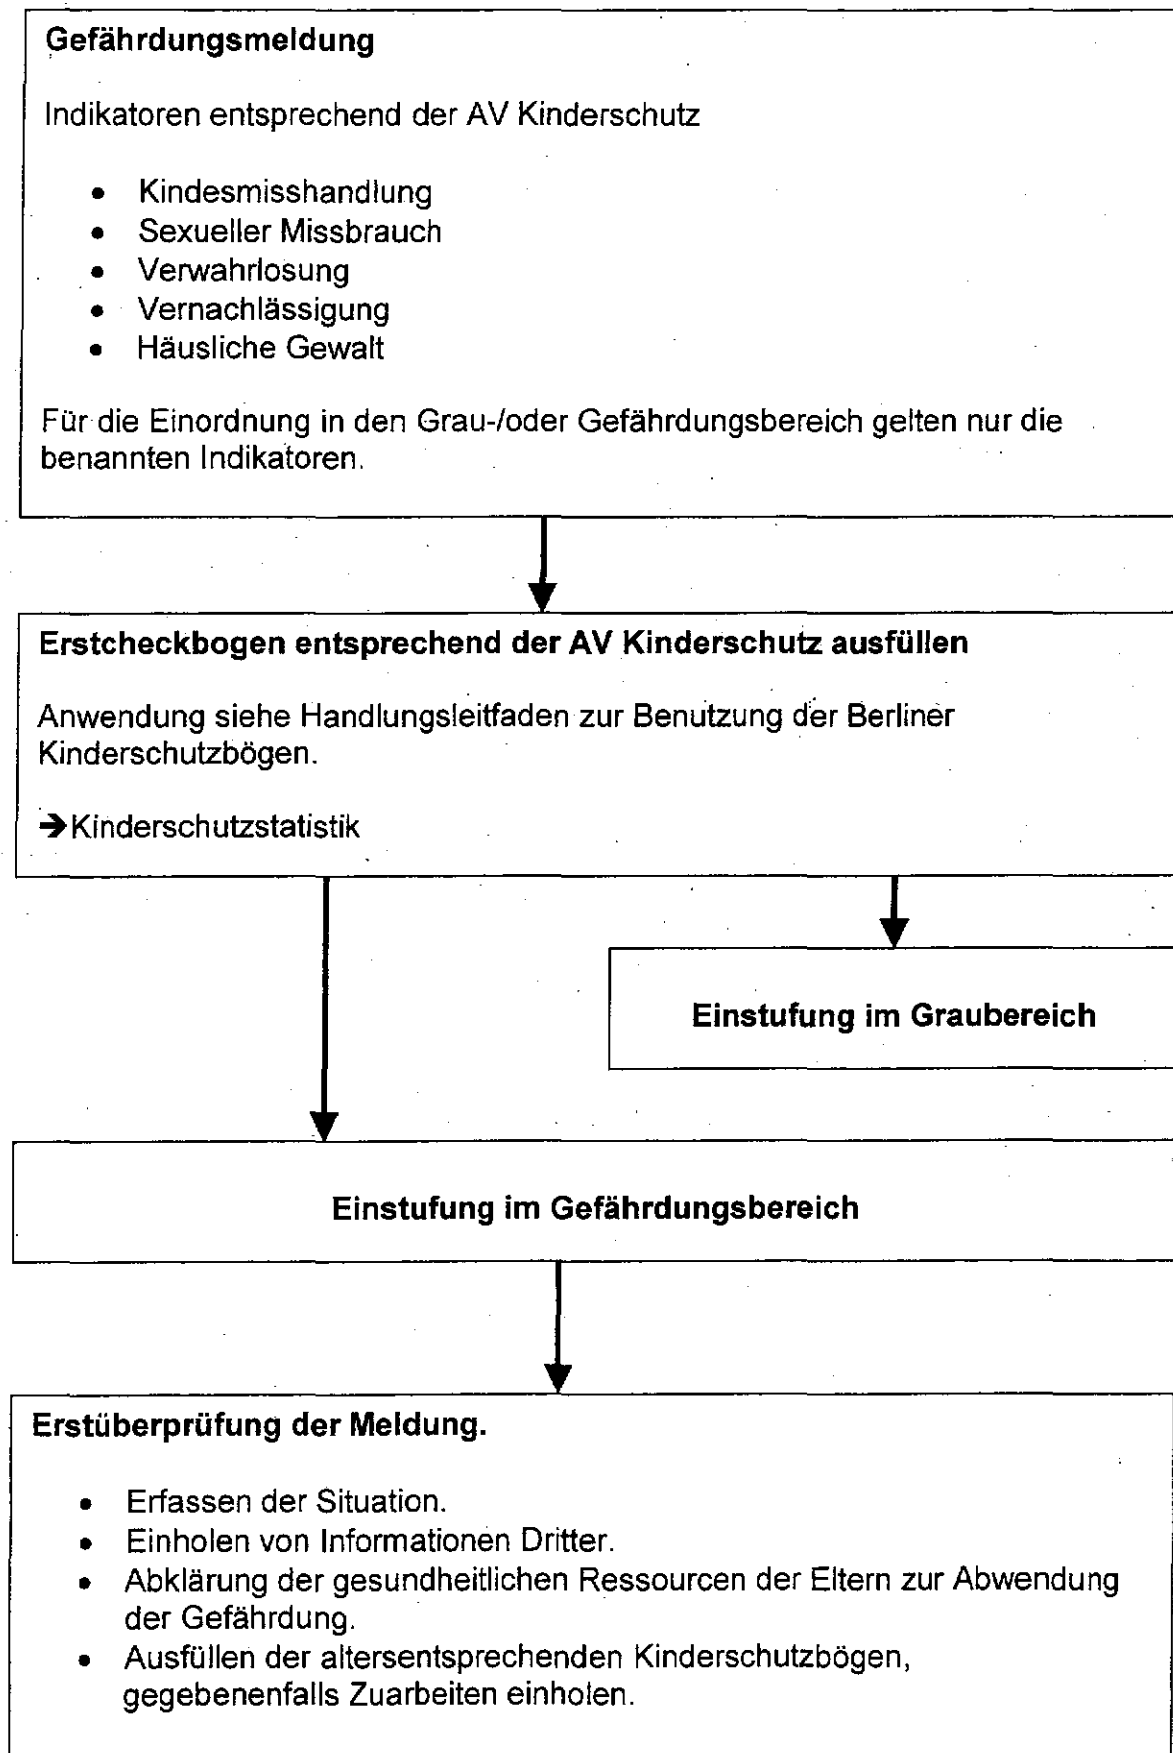 Gefährdungsmeldung
Indikatoren entsprechend der AV Kinderschutz
• Kindesmisshandlung
• Sexueller Missbrauch
• Verwahrlosung
• Vernachlässigung
• Häusliche Gewalt
Für die Einordnung in den Grau-/oder Gefährdungsbereich gelten nur die
benannten Indikatoren.
Erstcheckbogen entsprechend der AV Kinderschutz ausfüllen
Anwendung siehe Handlungsleitfaden zur Benutzung der Berliner
Kinderschutzbögen.
➔Kinderschutzstatistik
Einstufung im Graubereich
Einstufung im Gefährdungsbereich
Erstüberprüfung der Meldung.
• Erfassen der Situation.
• Einholen von Informationen Dritter.
• Abklärung der gesundheitlichen Ressourcen der Eltern zur Abwendung
der Gefährdung.
• Ausfüllen der altersentsprechenden Kinderschutzbögen,
gegebenenfalls Zuarbeiten einholen.